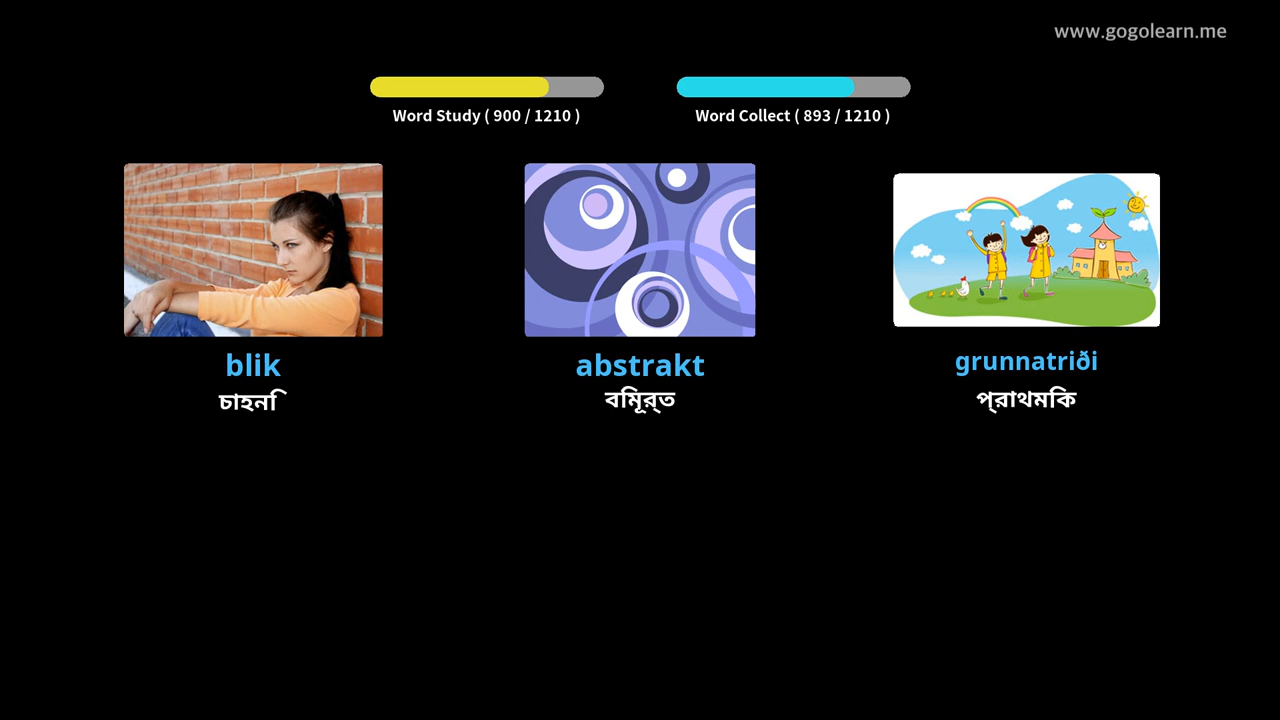 www.gogolearn.me
Word Study ( 900 / 1210 )
Word Collect ( 893 / 1210 )
blik
abstrakt
grunnatriði
চাহনি
বিমূর্ত
প্রাথমিক